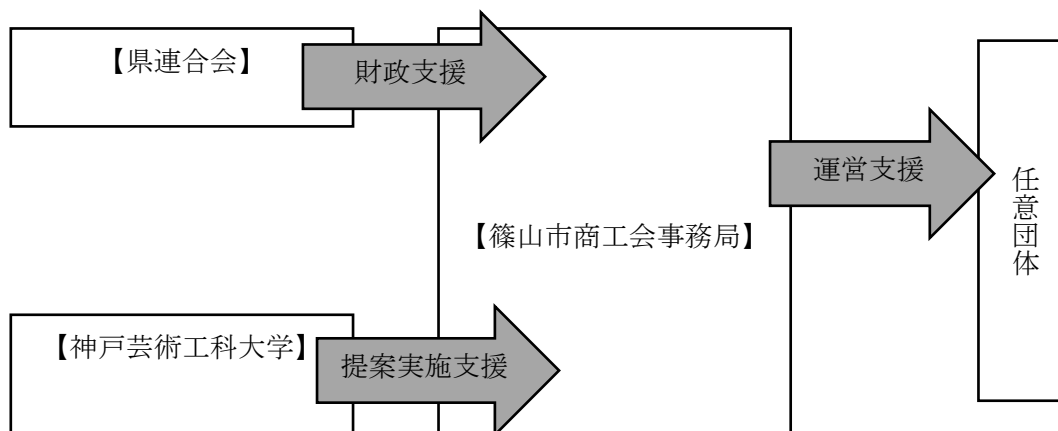 【県連合会】
財政支援
運営支援
任意団体
【篠山市商工会事務局】
【神戸芸術工科大学】
提案実施支援